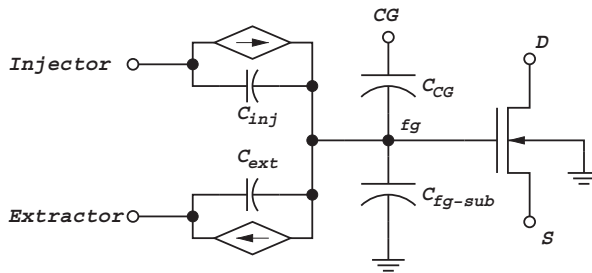 CG
D
Injector
C_CG
C_inj
fg
C_ext
C_fg-sub
Extractor
S